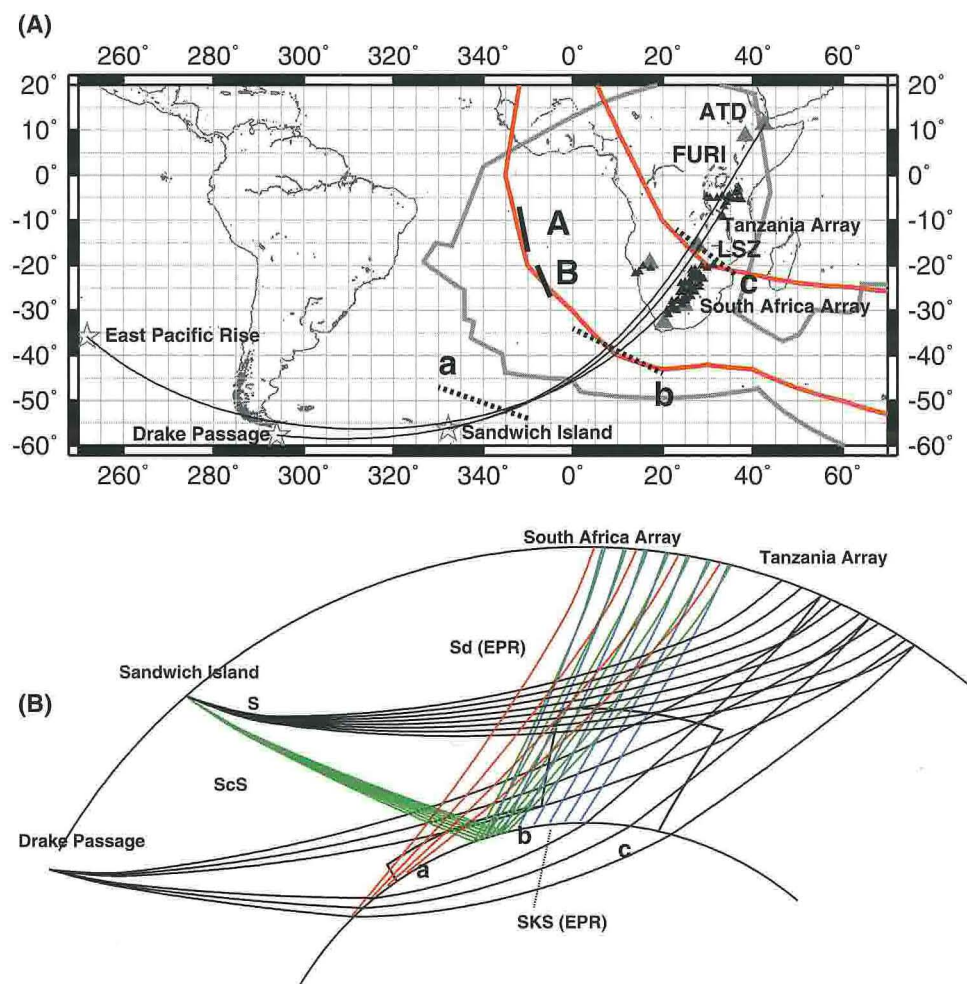 (A)
260° 280° 300° 320° 340° 0° 20° 40° 60°
20° 20°
ATD
10° 10°
FURI
0° 0°
-10° A Tanzania Array -10°
LSZ
-20° B c -20°
-30° South Africa Array -30°
East Pacific Rise
-40° a -40°
b
-50° -50°
Drake Passage Sandwich Island
-60° -60°
260° 280° 300° 320° 340° 0° 20° 40° 60°
South Africa Array
Tanzania Array
Sd (EPR)
Sandwich Island
(B)
S
ScS
Drake Passage
b
a
c
SKS (EPR)